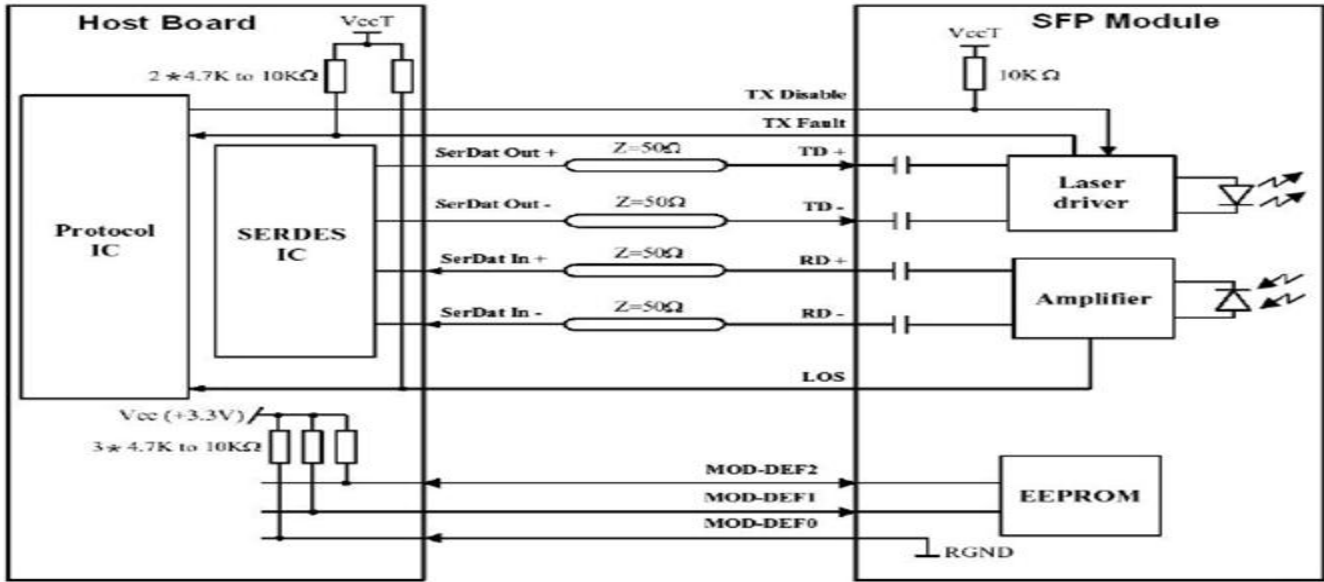 Host Board
SFP Module
VccT
VccT
2 * 4.7K to 10KΩ
10K Ω
TX Disable
TX Fault
SerDat Out +
Z=50Ω
TD +
SerDat Out -
Z=50Ω
TD -
Laser
driver
Protocol
IC
SERDES
IC
SerDat In +
Z=50Ω
RD +
SerDat In -
Z=50Ω
RD -
Amplifier
LOS
Vcc (+3.3V)
3* 4.7K to 10KΩ
MOD-DEF2
MOD-DEF1
MOD-DEF0
EEPROM
RGND